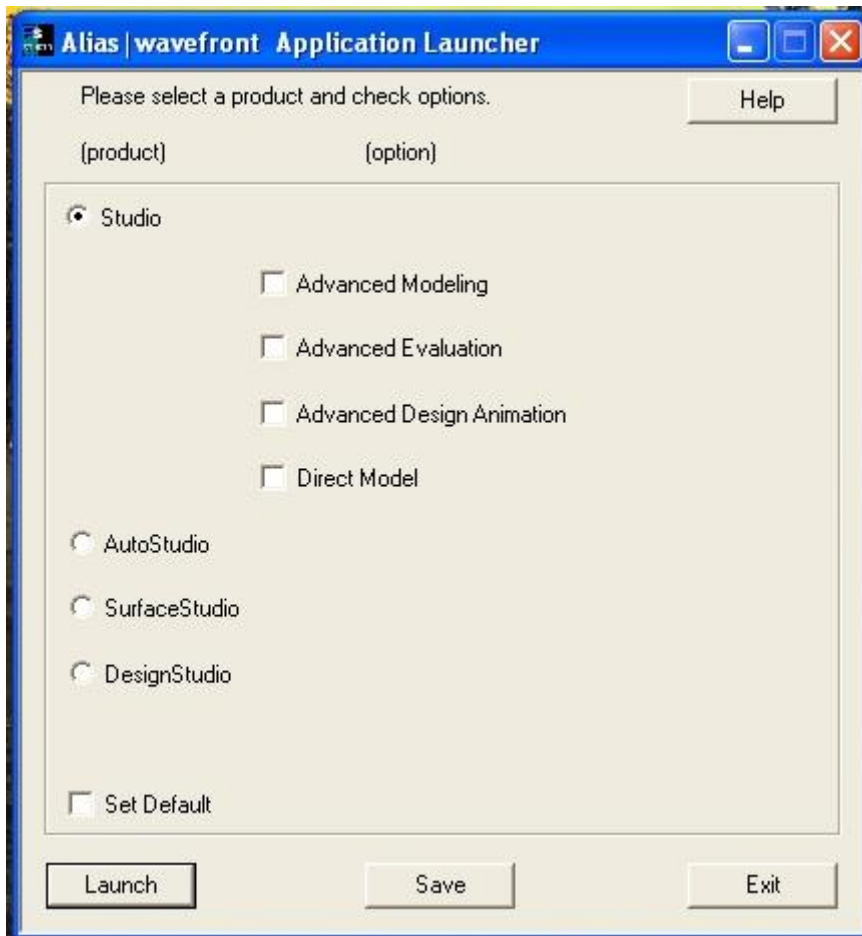 Alias|wavefront Application Launcher
Please select a product and check options.
Help
(product) (option)
Studio
Advanced Modeling
Advanced Evaluation
Advanced Design Animation
Direct Model
AutoStudio
SurfaceStudio
DesignStudio
Set Default
Launch Save Exit